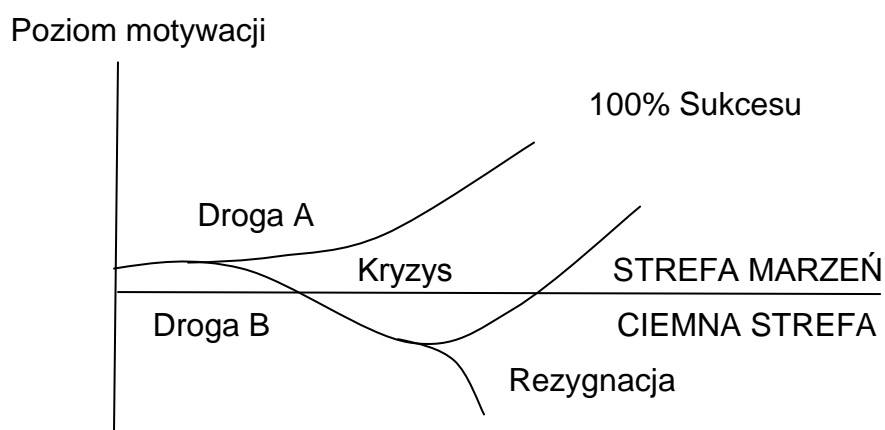 Poziom motywacji
100% Sukcesu
Droga A
Kryzys
STREFA MARZEŃ
Droga B
CIEMNA STREFA
Rezygnacja